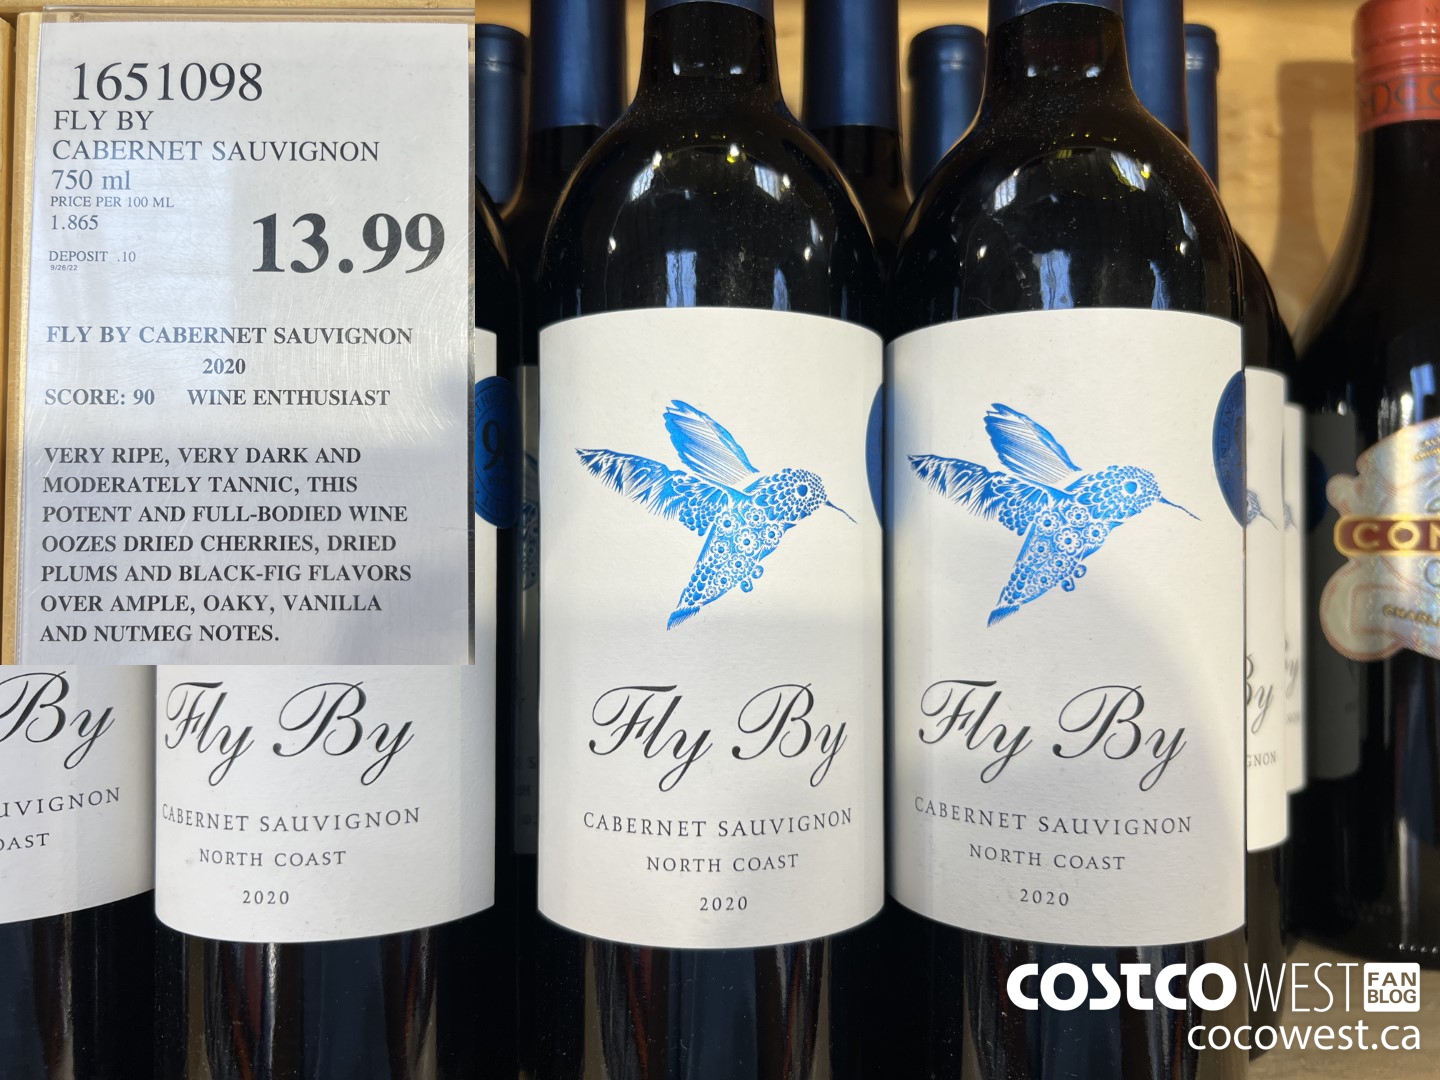 1651098
FLY BY
CABERNET SAUVIGNON
750 ml
PRICE PER 100 ML
1.865
13.99
DEPOSIT .10
9/26/22
FLY BY CABERNET SAUVIGNON
2020
SCORE: 90 WINE ENTHUSIAST
VERY RIPE, VERY DARK AND
MODERATELY TANNIC, THIS
POTENT AND FULL-BODIED WINE
OOZES DRIED CHERRIES, DRIED
PLUMS AND BLACK-FIG FLAVORS
OVER AMPLE, OAKY, VANILLA
AND NUTMEG NOTES.
By
Fly By
CABERNET SAUVIGNON
NORTH COAST
2020
Fly By
CABERNET SAUVIGNON
NORTH COAST
2020
Fly By
CABERNET SAUVIGNON
NORTH COAST
2020
By
COSTCO WEST FAN BLOG
cocowest.ca